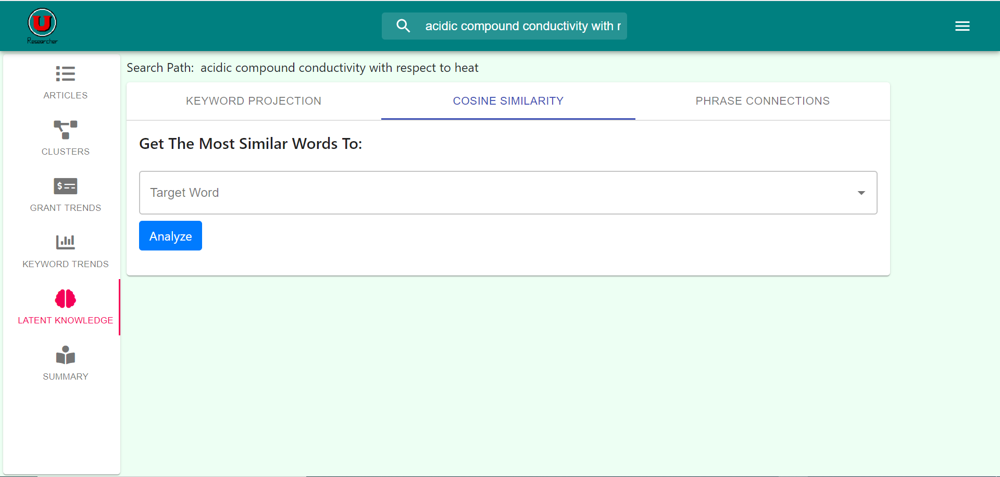 U
Researcher
acidic compound conductivity with r
ARTICLES
CLUSTERS
GRANT TRENDS
KEYWORD TRENDS
LATENT KNOWLEDGE
SUMMARY
Search Path: acidic compound conductivity with respect to heat
KEYWORD PROJECTION
COSINE SIMILARITY
PHRASE CONNECTIONS
Get The Most Similar Words To:
Target Word
Analyze